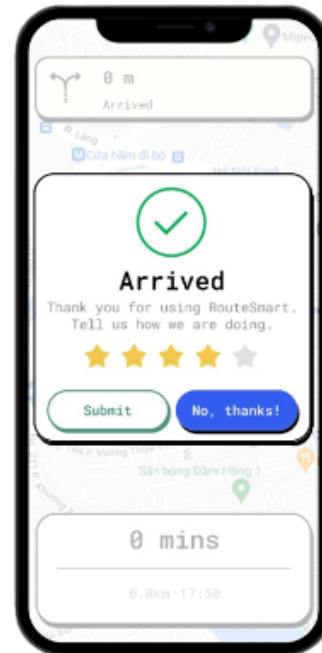 0 m
Arrived
Đ. Láng
Cửa hầm đi bộ
Arrived
Thank you for using RouteSmart.
Tell us how we are doing.
Submit
No, thanks!
Sân bóng Đầm Hồng 1
0 mins
0.0km·17:50